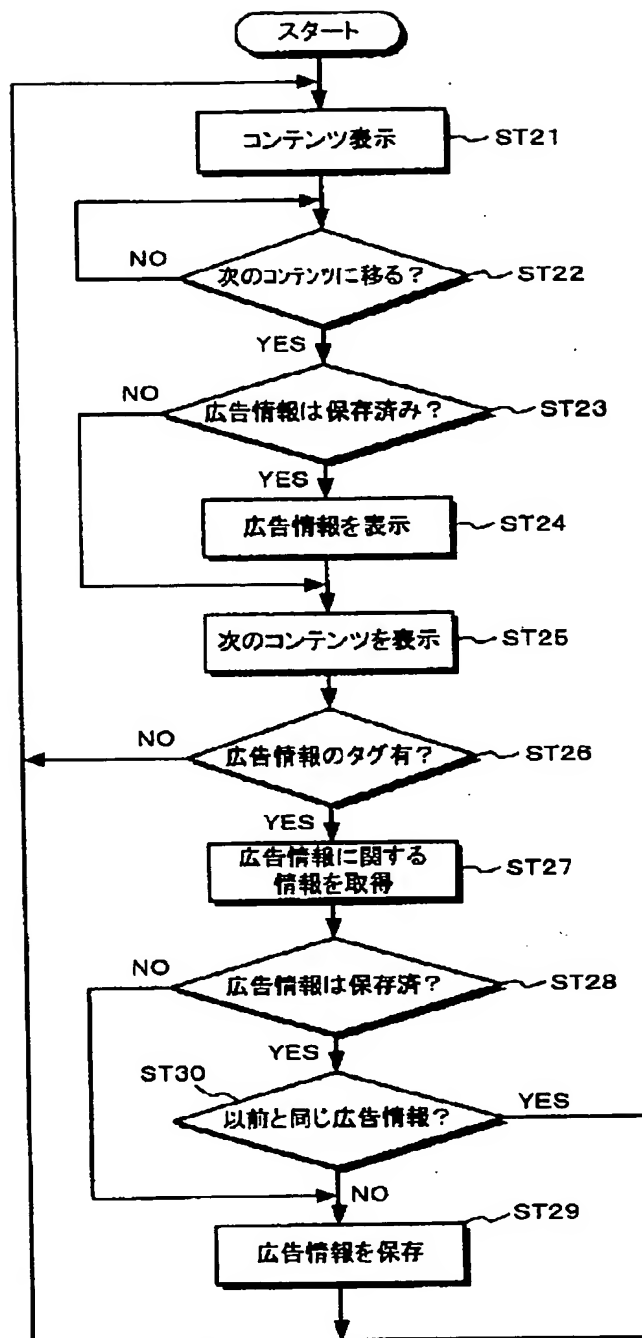 スタート
コンテンツ表示
ST21
NO
次のコンテンツに移る?
ST22
YES
NO
広告情報は保存済み?
ST23
YES
広告情報を表示
ST24
次のコンテンツを表示
ST25
NO
広告情報のタグ有?
ST26
YES
広告情報に関する
情報を取得
ST27
NO
広告情報は保存済?
ST28
YES
ST30
以前と同じ広告情報?
YES
NO
ST29
広告情報を保存